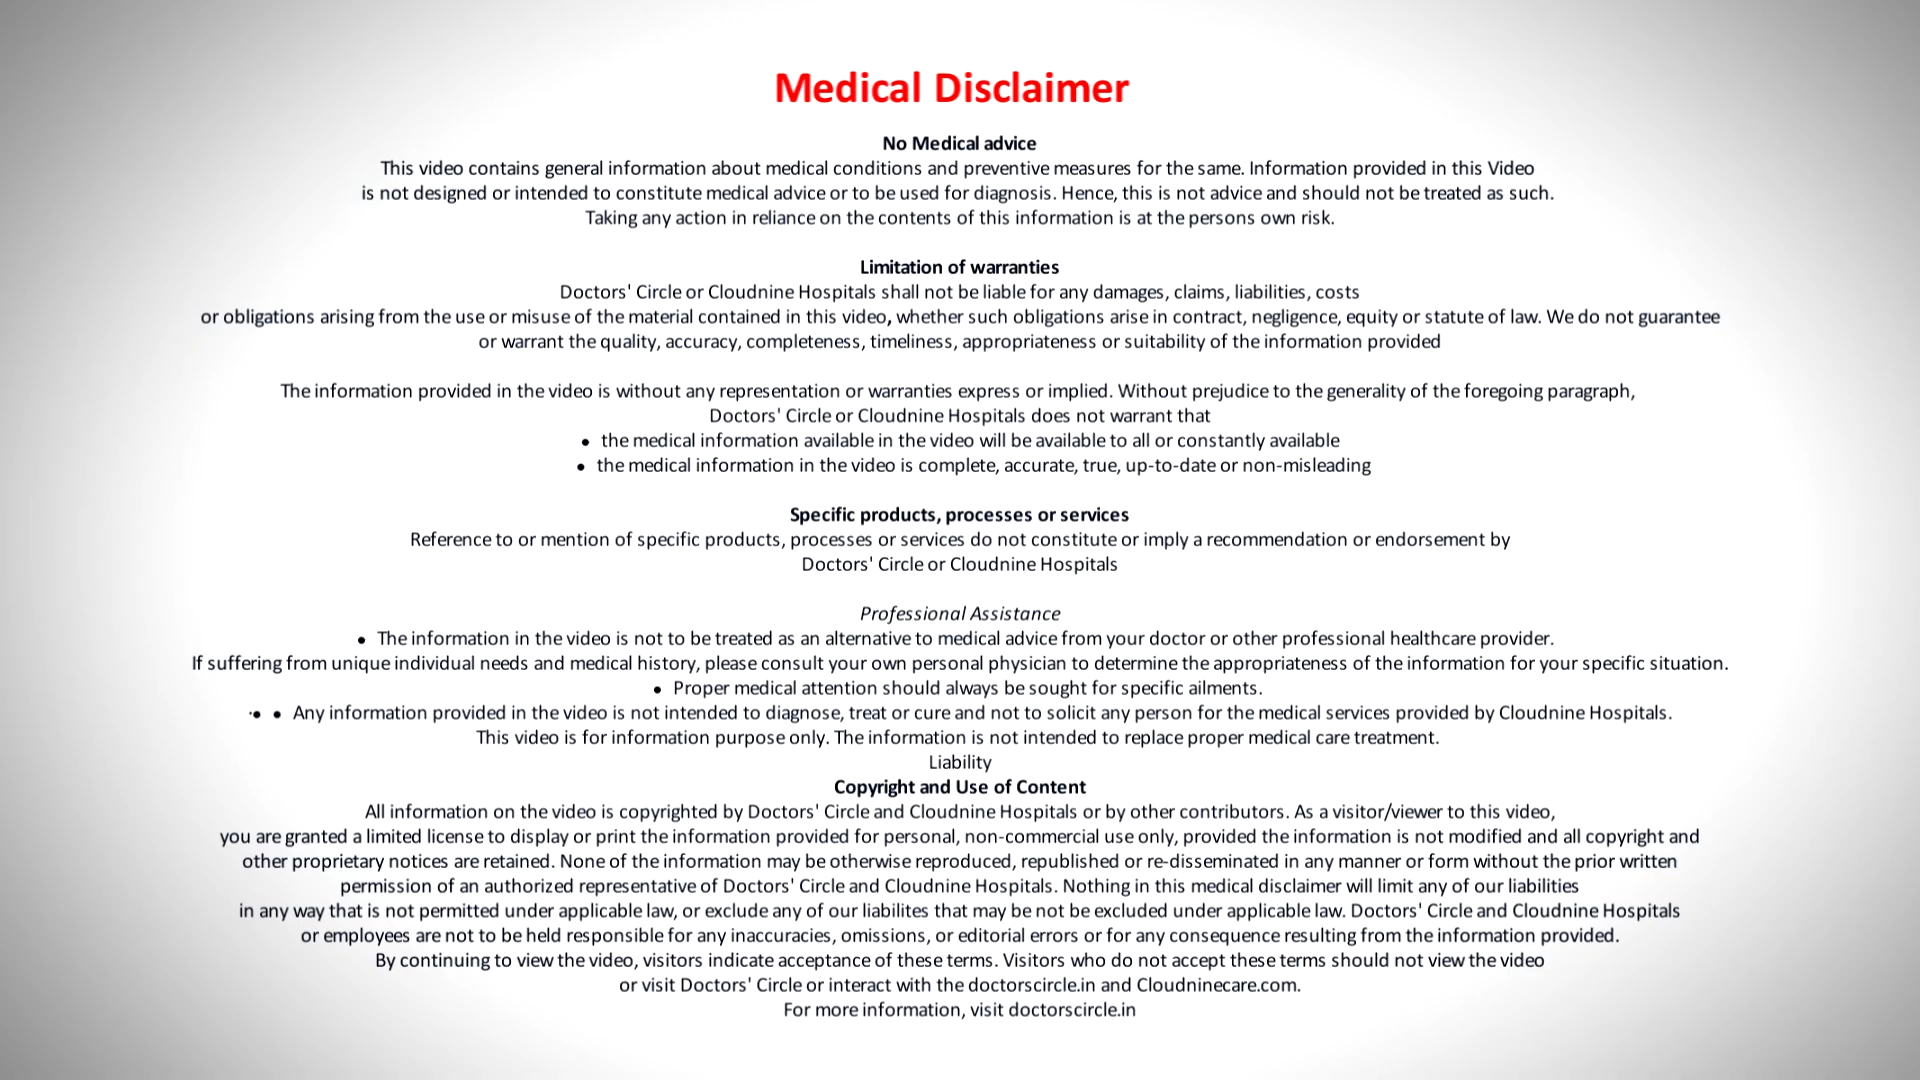 Medical Disclaimer
No Medical advice
This video contains general information about medical conditions and preventive measures for the same. Information provided in this Video
is not designed or intended to constitute medical advice or to be used for diagnosis. Hence, this is not advice and should not be treated as such.
Taking any action in reliance on the contents of this information is at the persons own risk.
Limitation of warranties
Doctors' Circle or Cloudnine Hospitals shall not be liable for any damages, claims, liabilities, costs
or obligations arising from the use or misuse of the material contained in this video, whether such obligations arise in contract, negligence, equity or statute of law. We do not guarantee
or warrant the quality, accuracy, completeness, timeliness, appropriateness or suitability of the information provided
The information provided in the video is without any representation or warranties express or implied. Without prejudice to the generality of the foregoing paragraph,
Doctors' Circle or Cloudnine Hospitals does not warrant that
• the medical information available in the video will be available to all or constantly available
• the medical information in the video is complete, accurate, true, up-to-date or non-misleading
Specific products, processes or services
Reference to or mention of specific products, processes or services do not constitute or imply a recommendation or endorsement by
Doctors' Circle or Cloudnine Hospitals
Professional Assistance
• The information in the video is not to be treated as an alternative to medical advice from your doctor or other professional healthcare provider.
If suffering from unique individual needs and medical history, please consult your own personal physician to determine the appropriateness of the information for your specific situation.
• Proper medical attention should always be sought for specific ailments.
·• • Any information provided in the video is not intended to diagnose, treat or cure and not to solicit any person for the medical services provided by Cloudnine Hospitals.
This video is for information purpose only. The information is not intended to replace proper medical care treatment.
Liability
Copyright and Use of Content
All information on the video is copyrighted by Doctors' Circle and Cloudnine Hospitals or by other contributors. As a visitor/viewer to this video,
you are granted a limited license to display or print the information provided for personal, non-commercial use only, provided the information is not modified and all copyright and
other proprietary notices are retained. None of the information may be otherwise reproduced, republished or re-disseminated in any manner or form without the prior written
permission of an authorized representative of Doctors' Circle and Cloudnine Hospitals. Nothing in this medical disclaimer will limit any of our liabilities
in any way that is not permitted under applicable law, or exclude any of our liabilites that may be not be excluded under applicable law. Doctors' Circle and Cloudnine Hospitals
or employees are not to be held responsible for any inaccuracies, omissions, or editorial errors or for any consequence resulting from the information provided.
By continuing to view the video, visitors indicate acceptance of these terms. Visitors who do not accept these terms should not view the video
or visit Doctors' Circle or interact with the doctorscircle.in and Cloudninecare.com.
For more information, visit doctorscircle.in